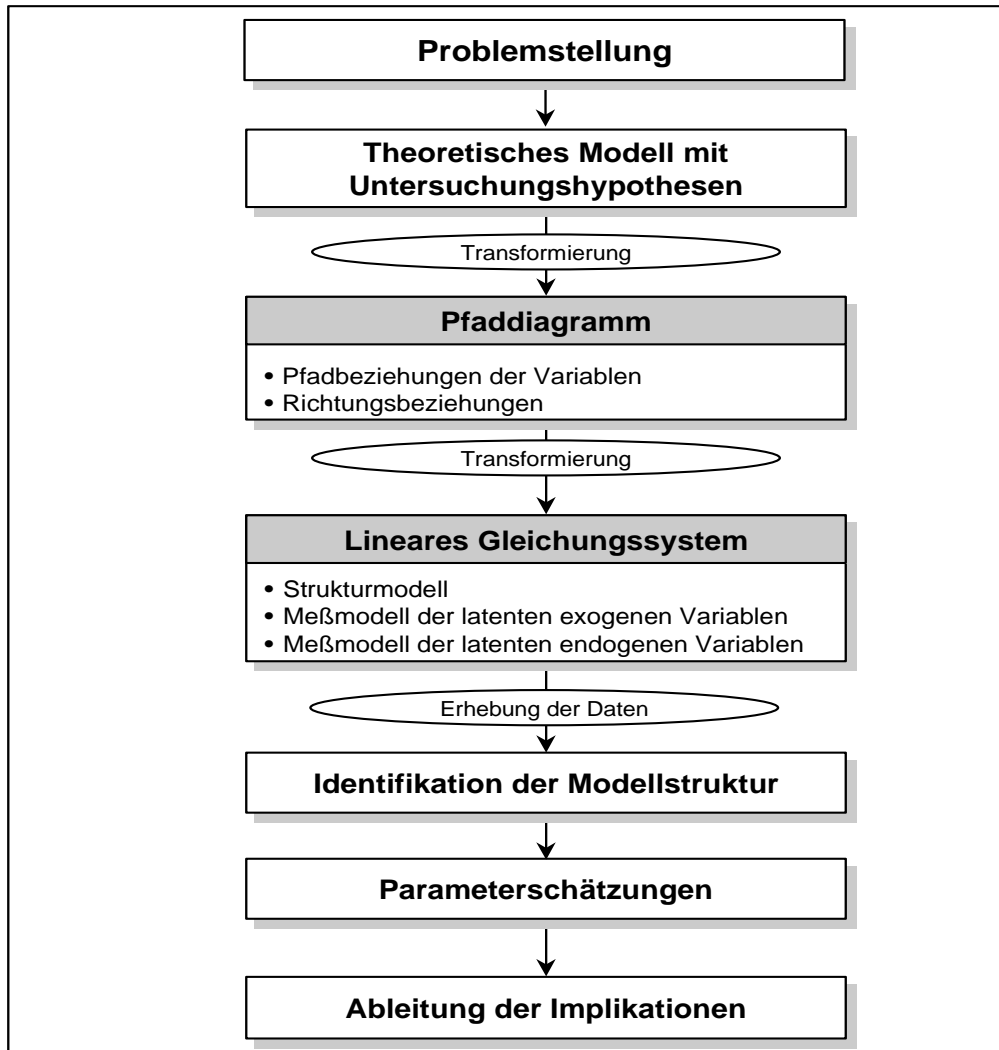 Problemstellung
Theoretisches Modell mit
Untersuchungshypothesen
Transformierung
Pfaddiagramm
• Pfadbeziehungen der Variablen
• Richtungsbeziehungen
Transformierung
Lineares Gleichungssystem
• Strukturmodell
• Meßmodell der latenten exogenen Variablen
• Meßmodell der latenten endogenen Variablen
Erhebung der Daten
Identifikation der Modellstruktur
Parameterschätzungen
Ableitung der Implikationen